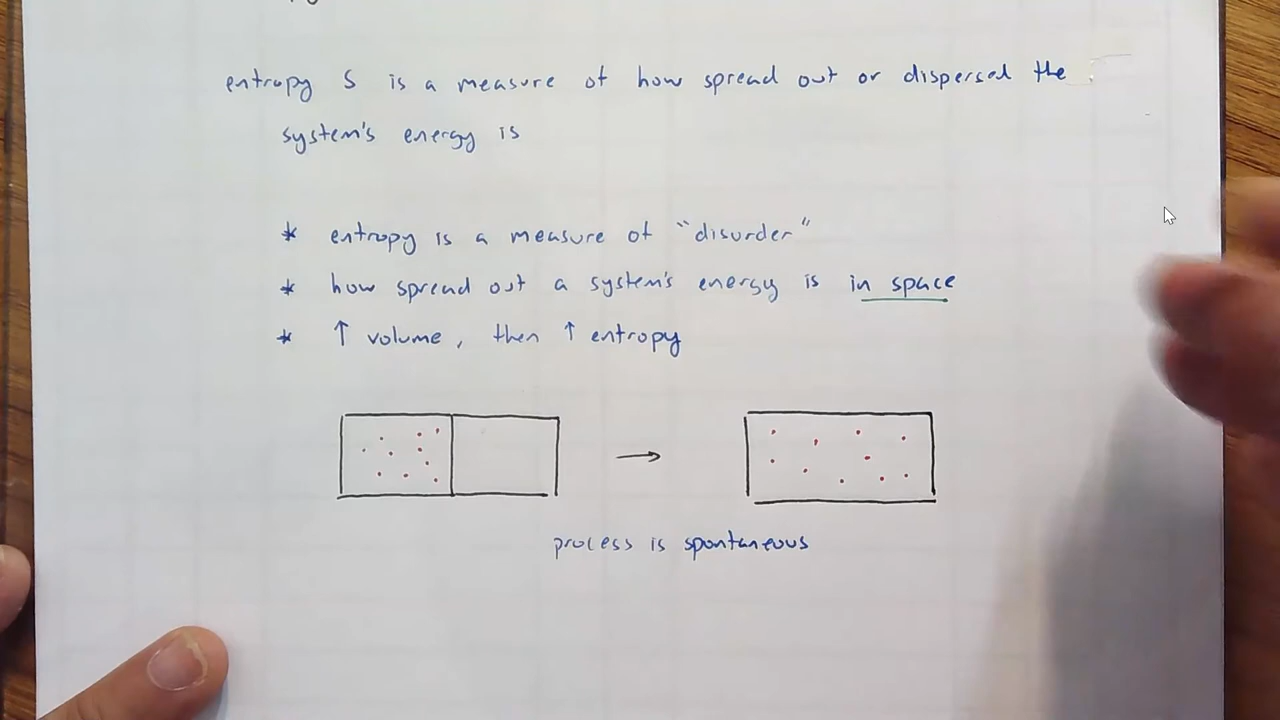 entropy S is a measure of how spread out or dispersed the
system's energy is
* entropy is a measure of "disorder"
* how spread out a system's energy is in space
* ↑ volume, then ↑ entropy
process is spontaneous